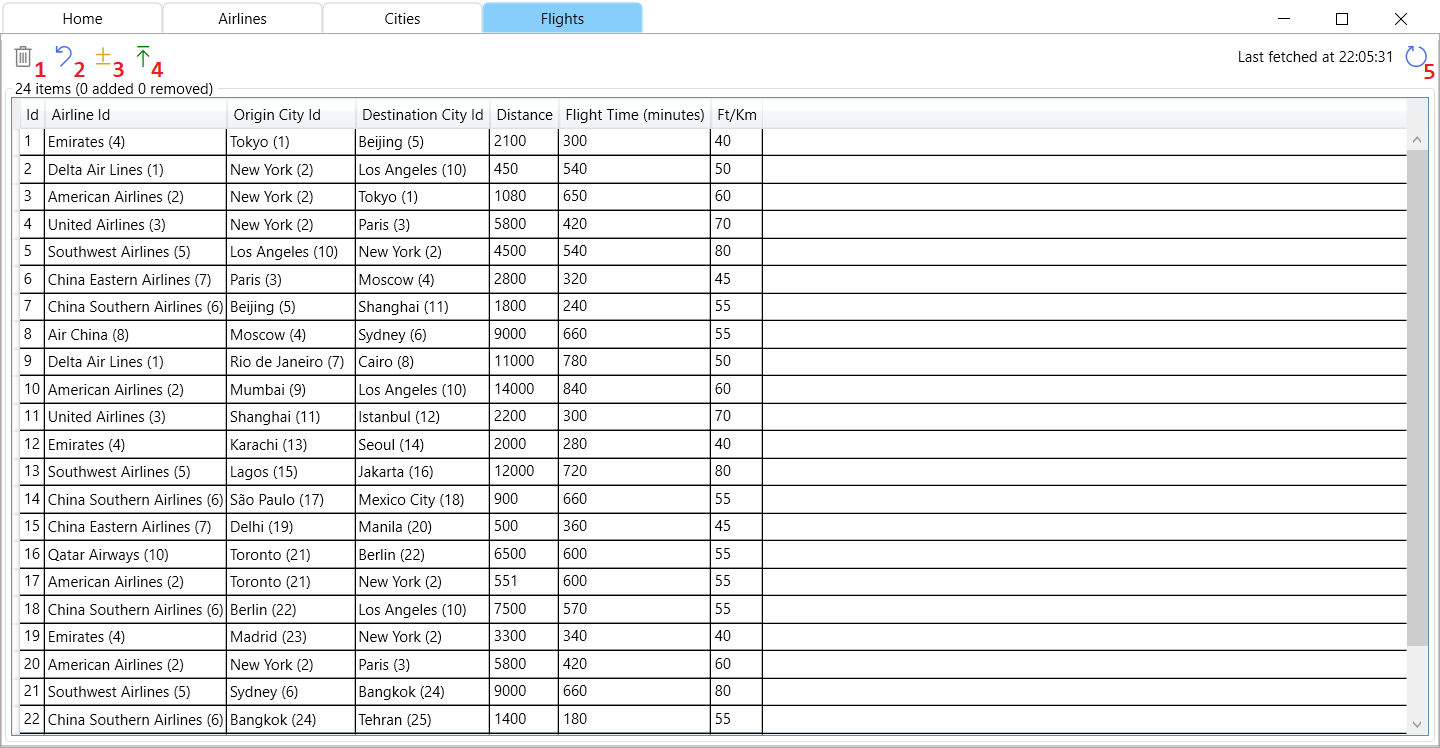 Home Airlines Cities Flights
1 2 3 4 Last fetched at 22:05:31 5
24 items (0 added 0 removed)
Id Airline Id Origin City Id Destination City Id Distance Flight Time (minutes) Ft/Km
1 Emirates (4) Tokyo (1) Beijing (5) 2100 300 40
2 Delta Air Lines (1) New York (2) Los Angeles (10) 450 540 50
3 American Airlines (2) New York (2) Tokyo (1) 1080 650 60
4 United Airlines (3) New York (2) Paris (3) 5800 420 70
5 Southwest Airlines (5) Los Angeles (10) New York (2) 4500 540 80
6 China Eastern Airlines (7) Paris (3) Moscow (4) 2800 320 45
7 China Southern Airlines (6) Beijing (5) Shanghai (11) 1800 240 55
8 Air China (8) Moscow (4) Sydney (6) 9000 660 55
9 Delta Air Lines (1) Rio de Janeiro (7) Cairo (8) 11000 780 50
10 American Airlines (2) Mumbai (9) Los Angeles (10) 14000 840 60
11 United Airlines (3) Shanghai (11) Istanbul (12) 2200 300 70
12 Emirates (4) Karachi (13) Seoul (14) 2000 280 40
13 Southwest Airlines (5) Lagos (15) Jakarta (16) 12000 720 80
14 China Southern Airlines (6) São Paulo (17) Mexico City (18) 900 660 55
15 China Eastern Airlines (7) Delhi (19) Manila (20) 500 360 45
16 Qatar Airways (10) Toronto (21) Berlin (22) 6500 600 55
17 American Airlines (2) Toronto (21) New York (2) 551 600 55
18 China Southern Airlines (6) Berlin (22) Los Angeles (10) 7500 570 55
19 Emirates (4) Madrid (23) New York (2) 3300 340 40
20 American Airlines (2) New York (2) Paris (3) 5800 420 60
21 Southwest Airlines (5) Sydney (6) Bangkok (24) 9000 660 80
22 China Southern Airlines (6) Bangkok (24) Tehran (25) 1400 180 55